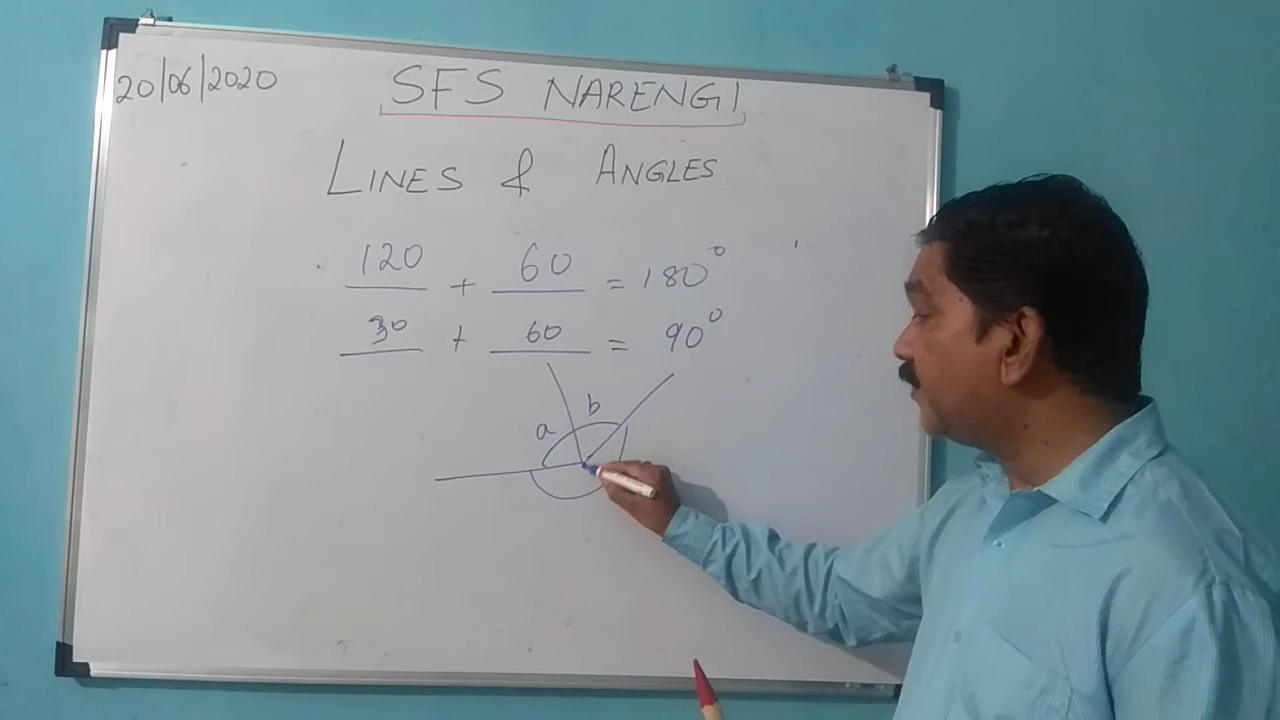 20/06/2020
SFS NARENGI
LINES & ANGLES
120 + 60 = 180°
30 + 60 = 90°
b
a